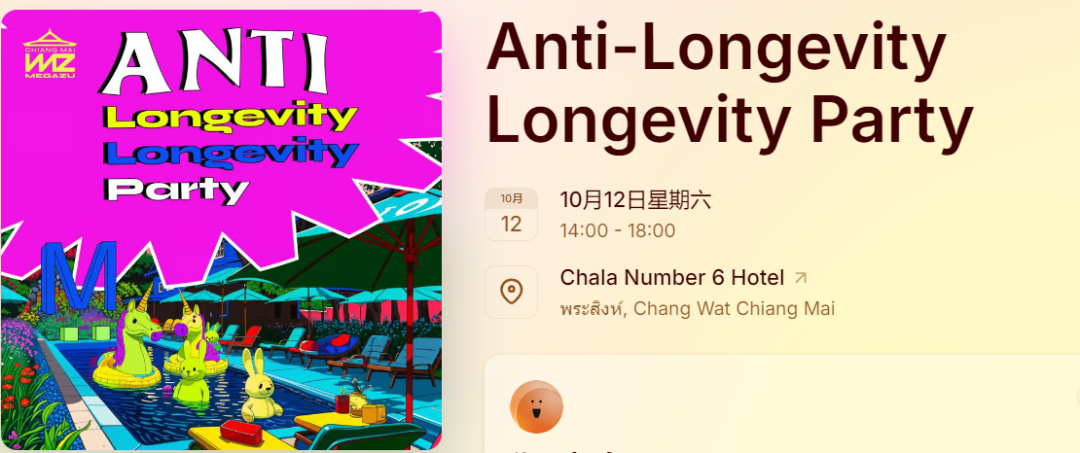 CHIANG MAI
MZ
MEGAZU
ANTI
Longevity
Longevity
Party
M
Anti-Longevity
Longevity Party
10月
12
10月12日星期六
14:00 - 18:00
Chala Number 6 Hotel ↗
พระสิงห์, Chang Wat Chiang Mai